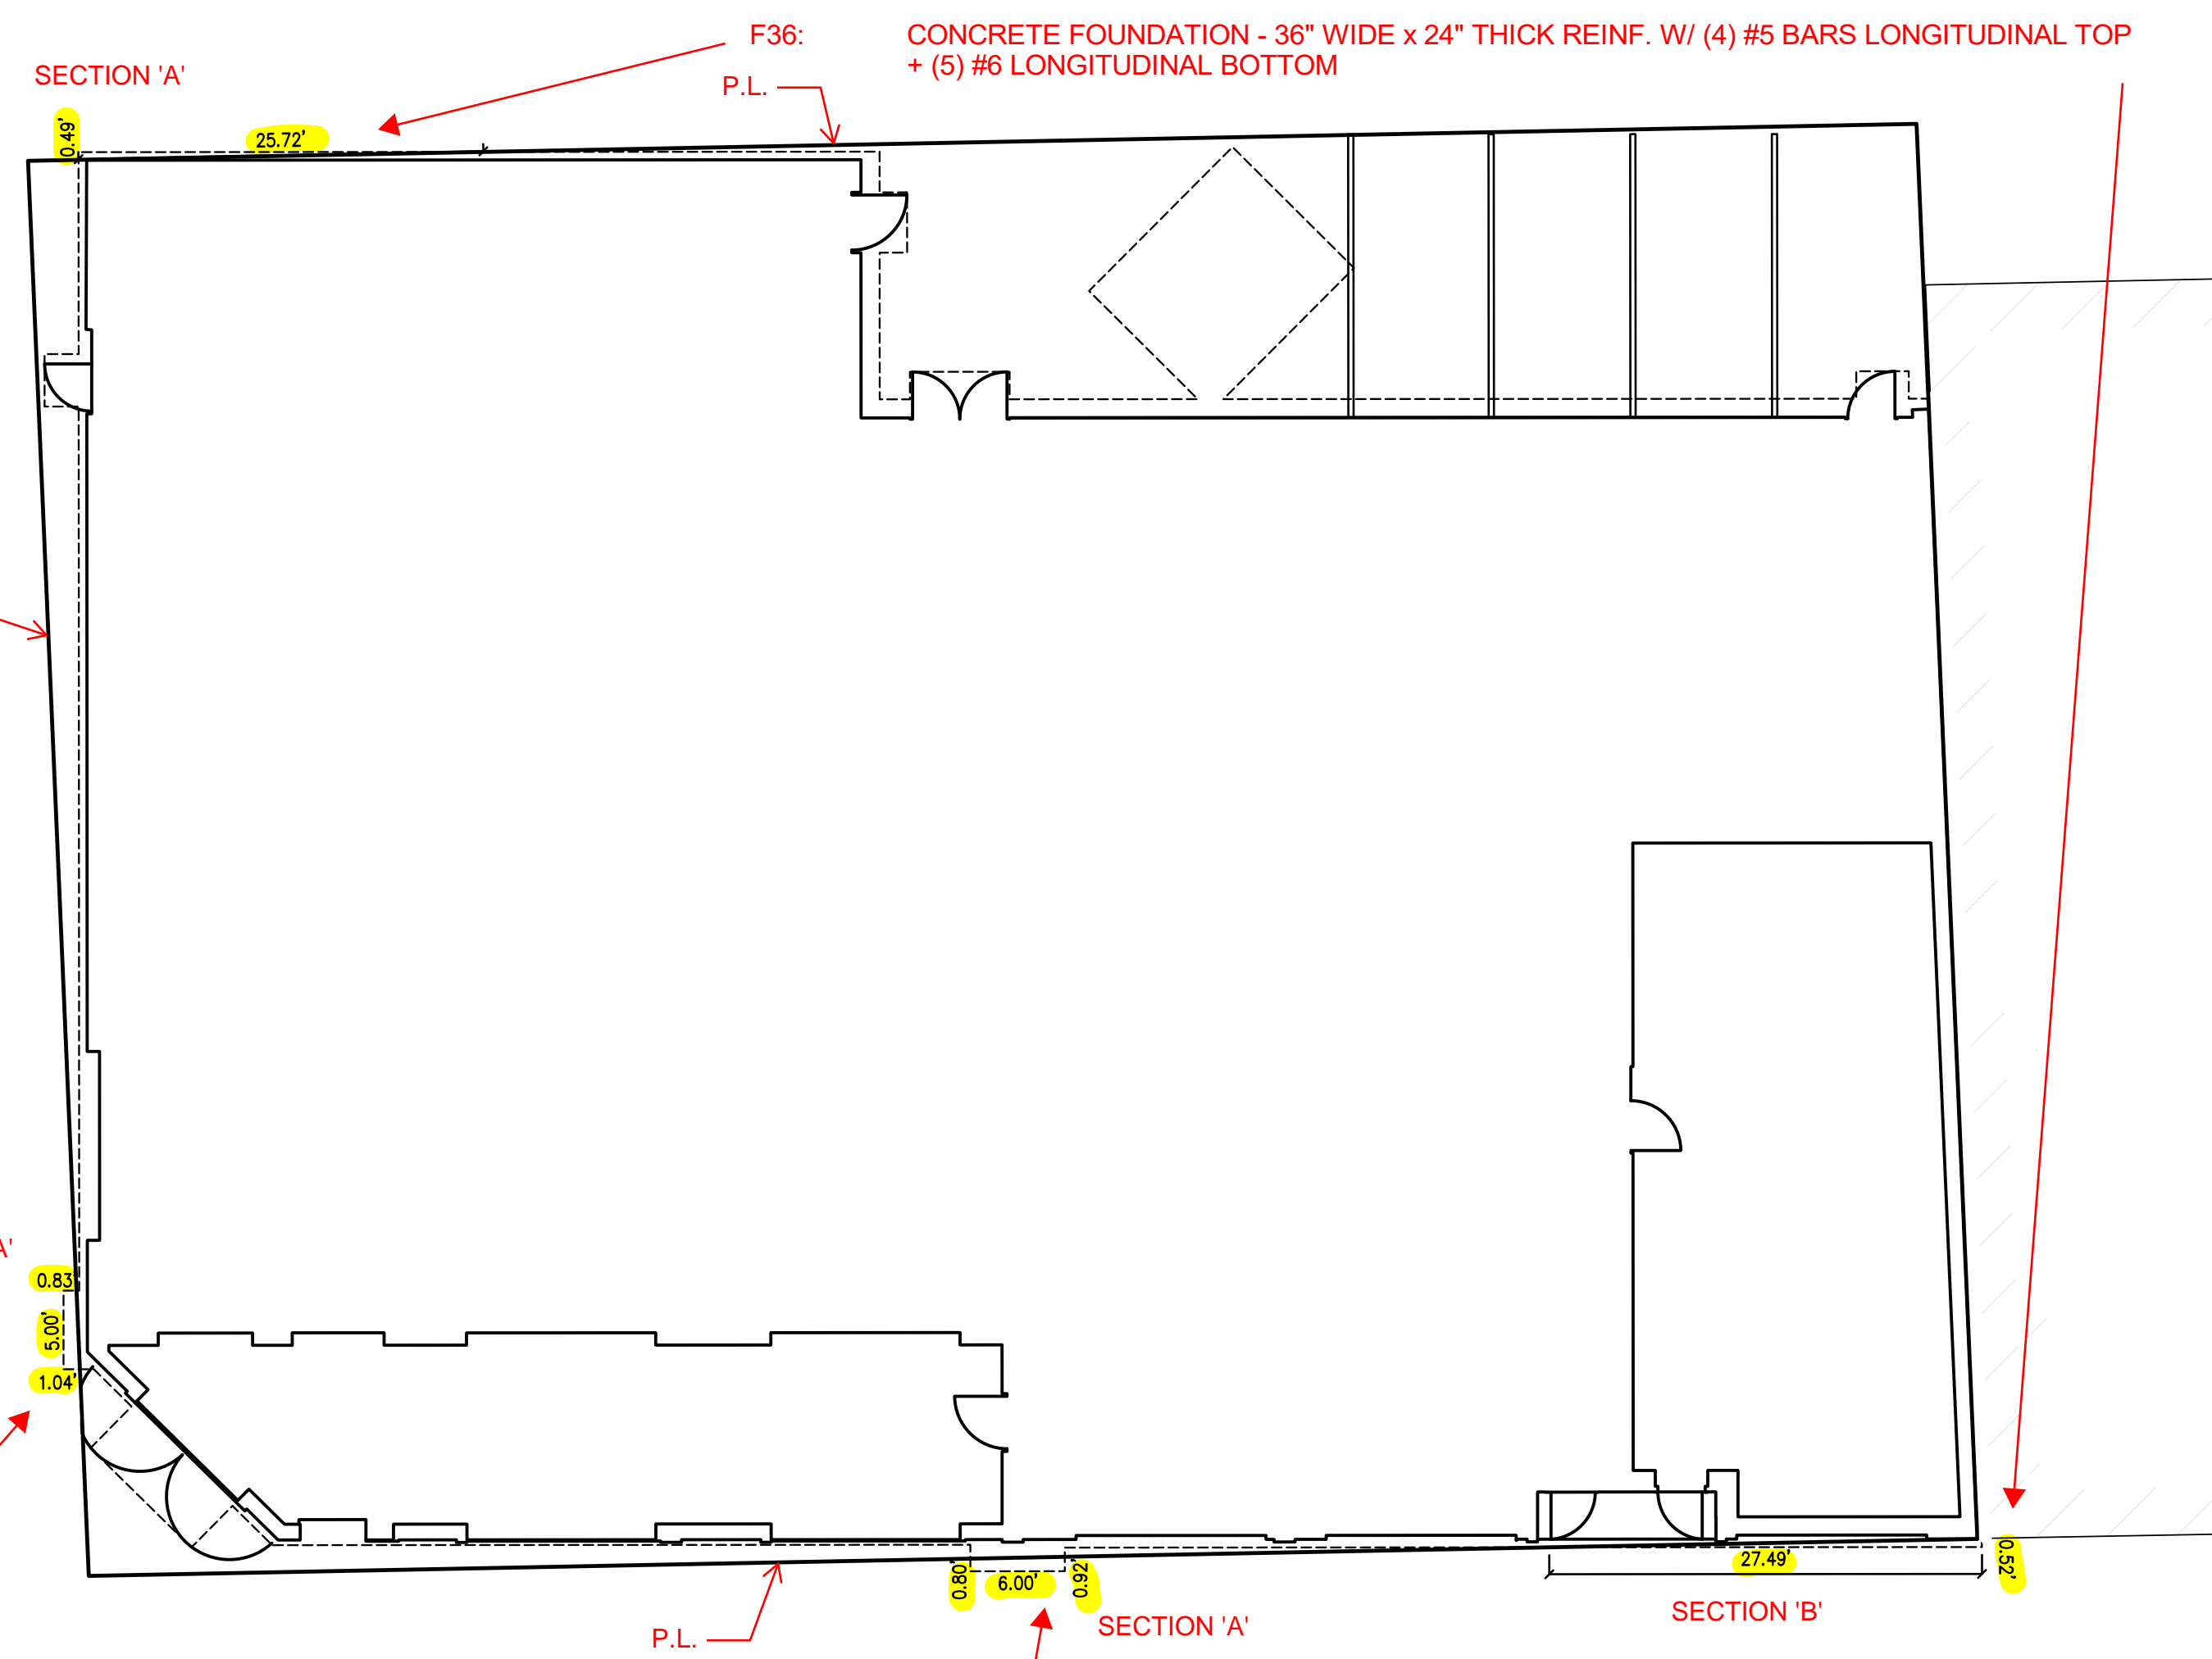 F36:
CONCRETE FOUNDATION - 36" WIDE x 24" THICK REINF. W/ (4) #5 BARS LONGITUDINAL TOP
+ (5) #6 LONGITUDINAL BOTTOM
SECTION 'A'
P.L.
0.49'
25.72'
A'
0.83'
5.00'
1.04'
0.80'
6.00'
0.92'
27.49'
0.52'
SECTION 'A'
SECTION 'B'
P.L.